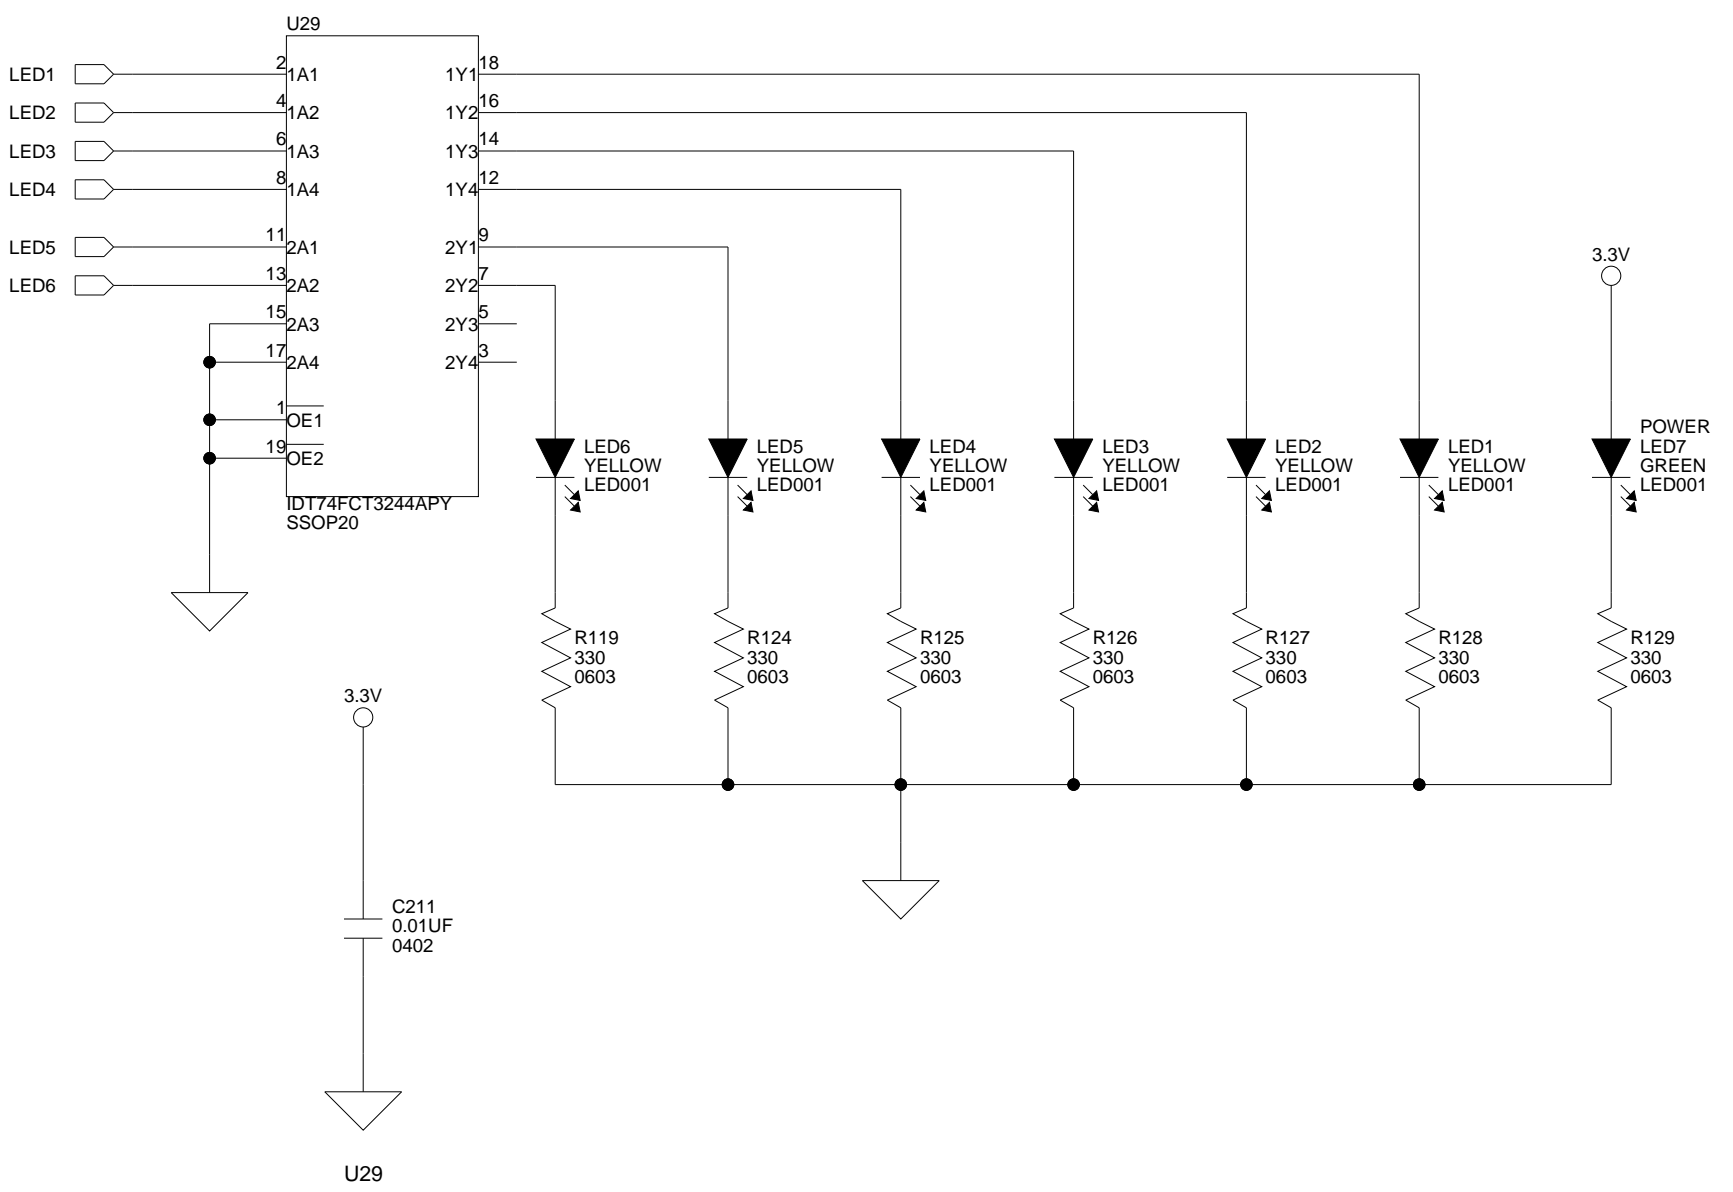 U29
LED1
2
1A1
1Y1
18
LED2
4
1A2
1Y2
16
LED3
6
1A3
1Y3
14
LED4
8
1A4
1Y4
12
LED5
11
2A1
2Y1
9
LED6
13
2A2
2Y2
7
15
2A3
2Y3
5
17
2A4
2Y4
3
1
OE1
19
OE2
IDT74FCT3244APY
SSOP20
3.3V
LED6
YELLOW
LED001
LED5
YELLOW
LED001
LED4
YELLOW
LED001
LED3
YELLOW
LED001
LED2
YELLOW
LED001
LED1
YELLOW
LED001
POWER
LED7
GREEN
LED001
R119
330
0603
R124
330
0603
R125
330
0603
R126
330
0603
R127
330
0603
R128
330
0603
R129
330
0603
3.3V
C211
0.01UF
0402
U29